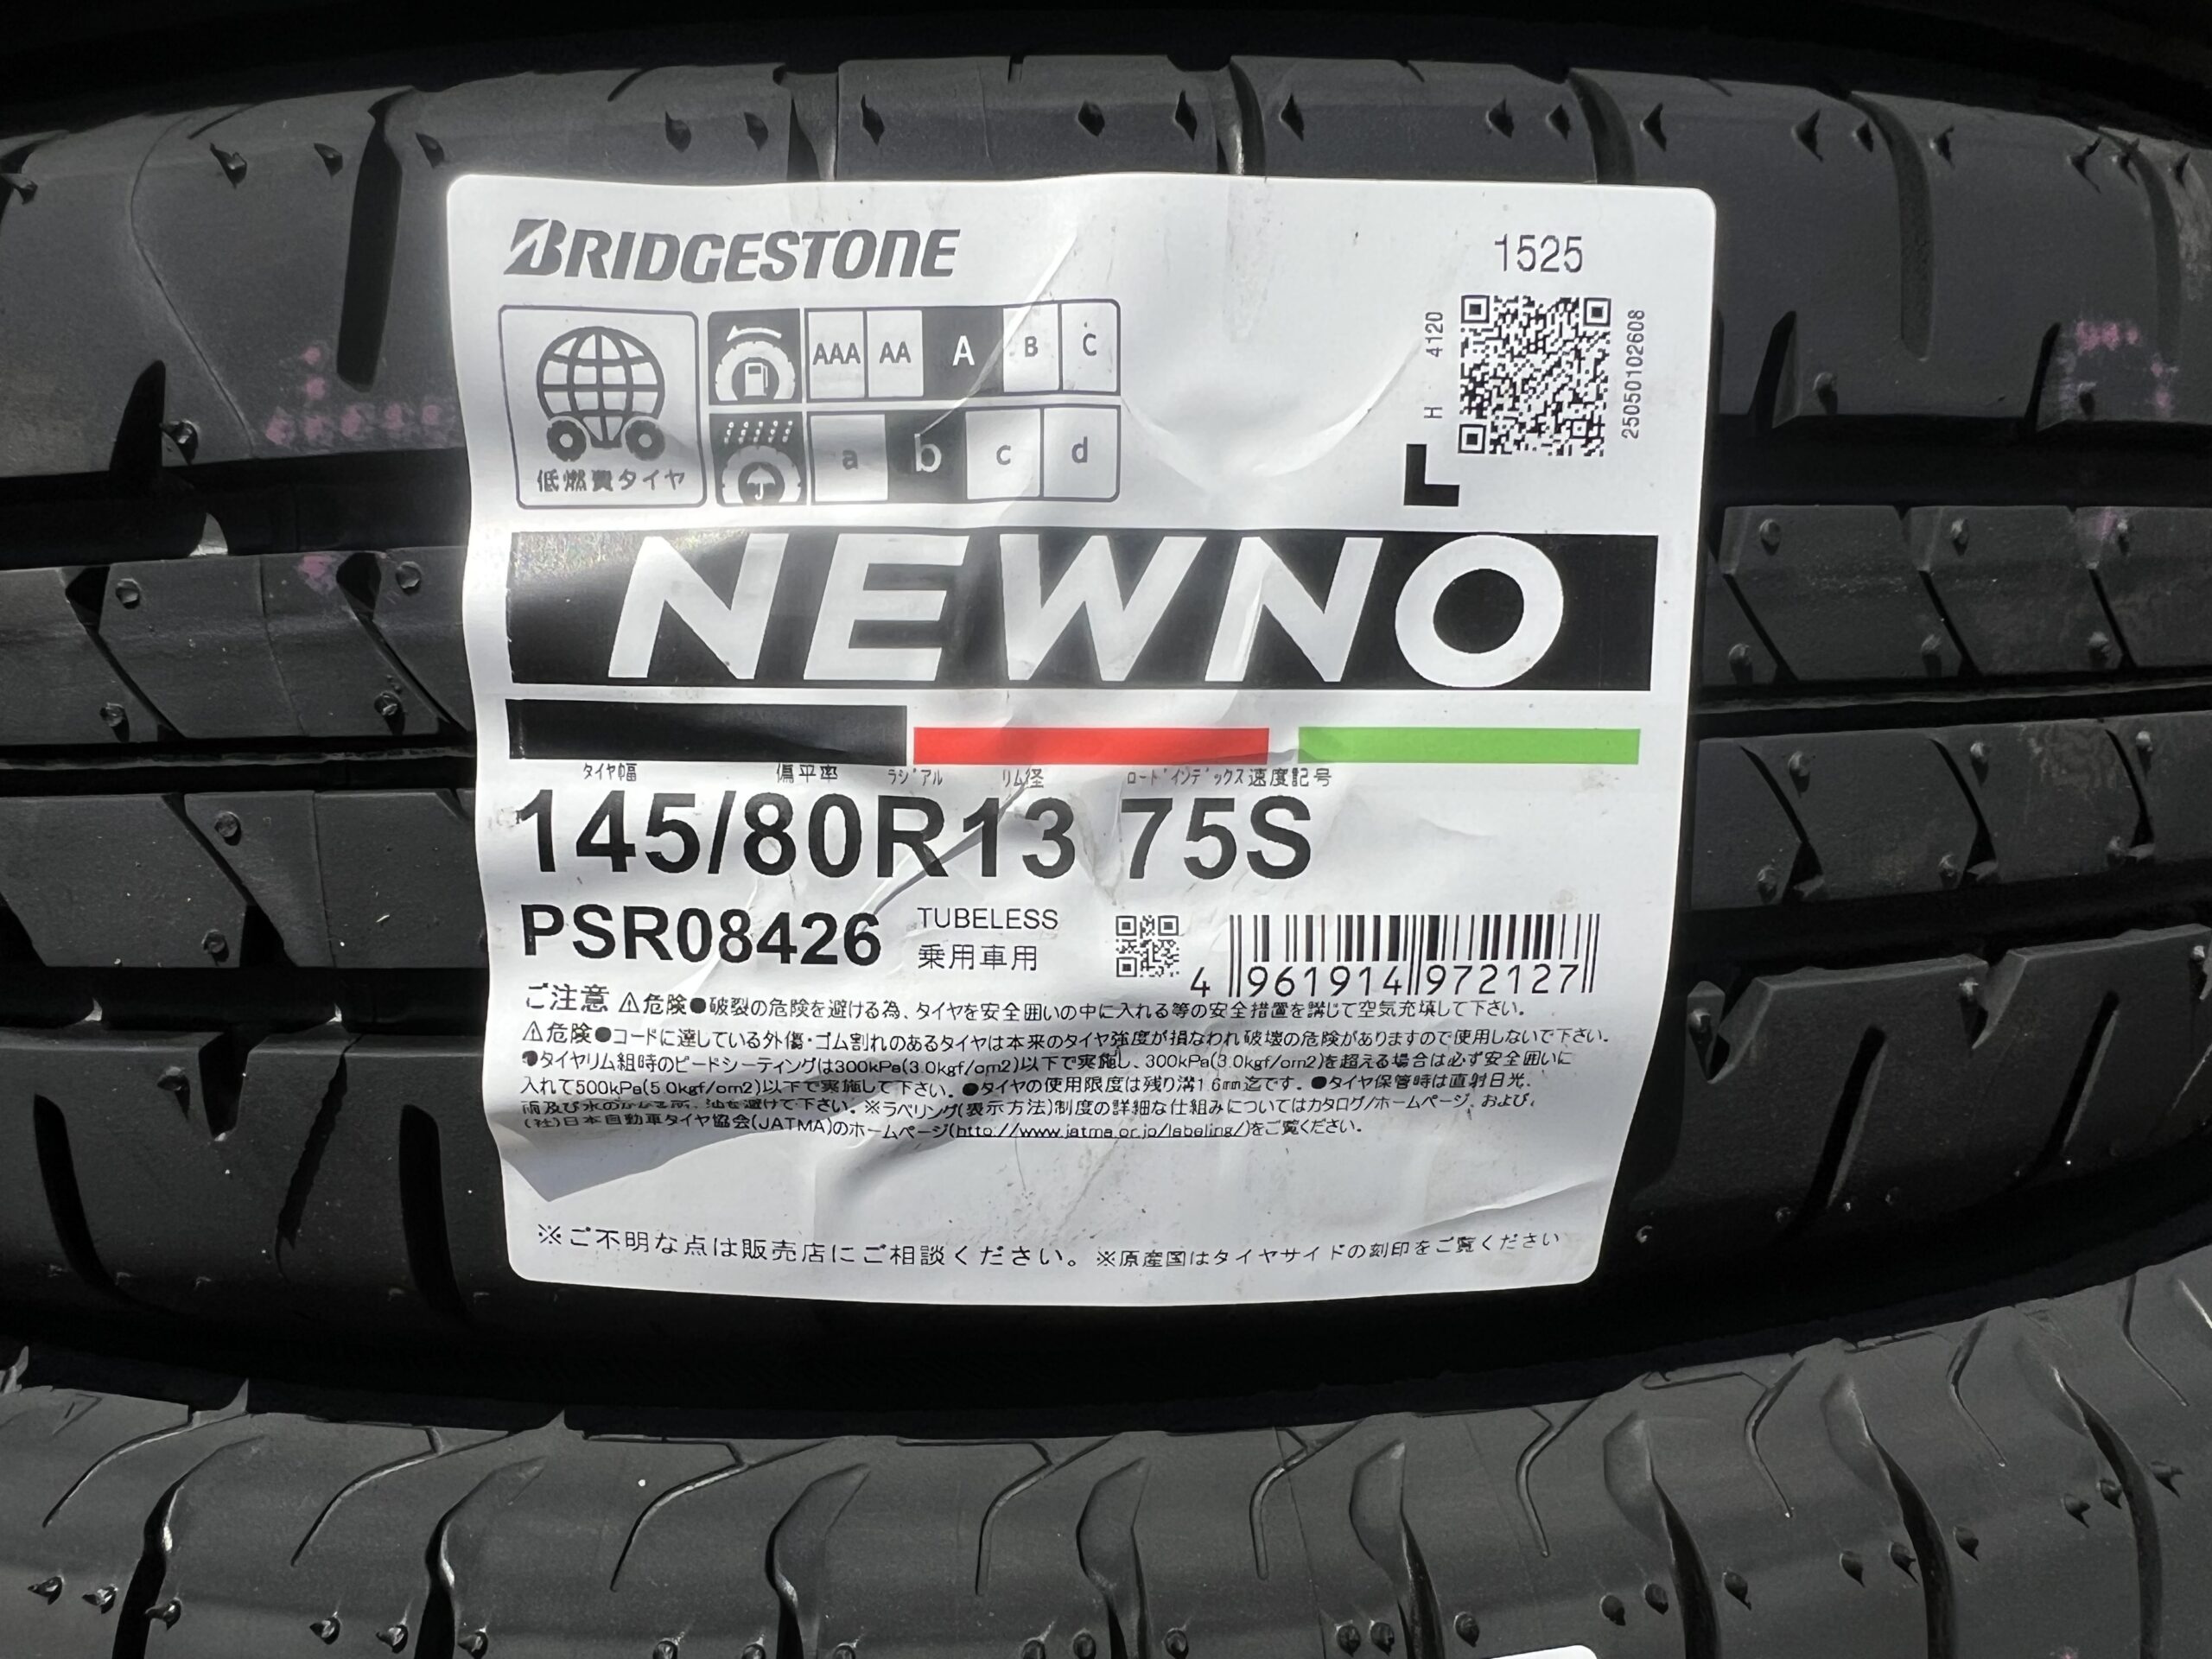 BRIDGESTONE
1525
AAA AA A B C
H 4120
25050102608
低燃費タイヤ
a b c d
L
NEWNO
タイヤ幅 偏平率 ラジアル リム径 ロードインデックス 速度記号
145/80R13 75S
PSR08426 TUBELESS
乗用車用
4 961914 972127
ご注意 ⚠危険●破裂の危険を避ける為、タイヤを安全囲いの中に入れる等の安全措置を講じて空気充填して下さい。
⚠危険●コードに達している外傷・ゴム割れのあるタイヤは本来のタイヤ強度が損なわれ破壊の危険がありますので使用しないで下さい。
●タイヤリム組時のビードシーティングは300kPa(3.0kgf/cm2)以下で実施し、300kPa(3.0kgf/cm2)を超える場合は必ず安全囲いに
入れて500kPa(5.0kgf/cm2)以下で実施して下さい。●タイヤの使用限度は残り溝1.6mm迄です。●タイヤ保管時は直射日光、
雨及び水のかかる所、油を避けて下さい。※ラベリング(表示方法)制度の詳細な仕組みについてはカタログ/ホームページ、および、
(社)日本自動車タイヤ協会(JATMA)のホームページ(http://www.jatma.or.jp/labeling/)をご覧ください。
※ご不明な点は販売店にご相談ください。※原産国はタイヤサイドの刻印をご覧ください